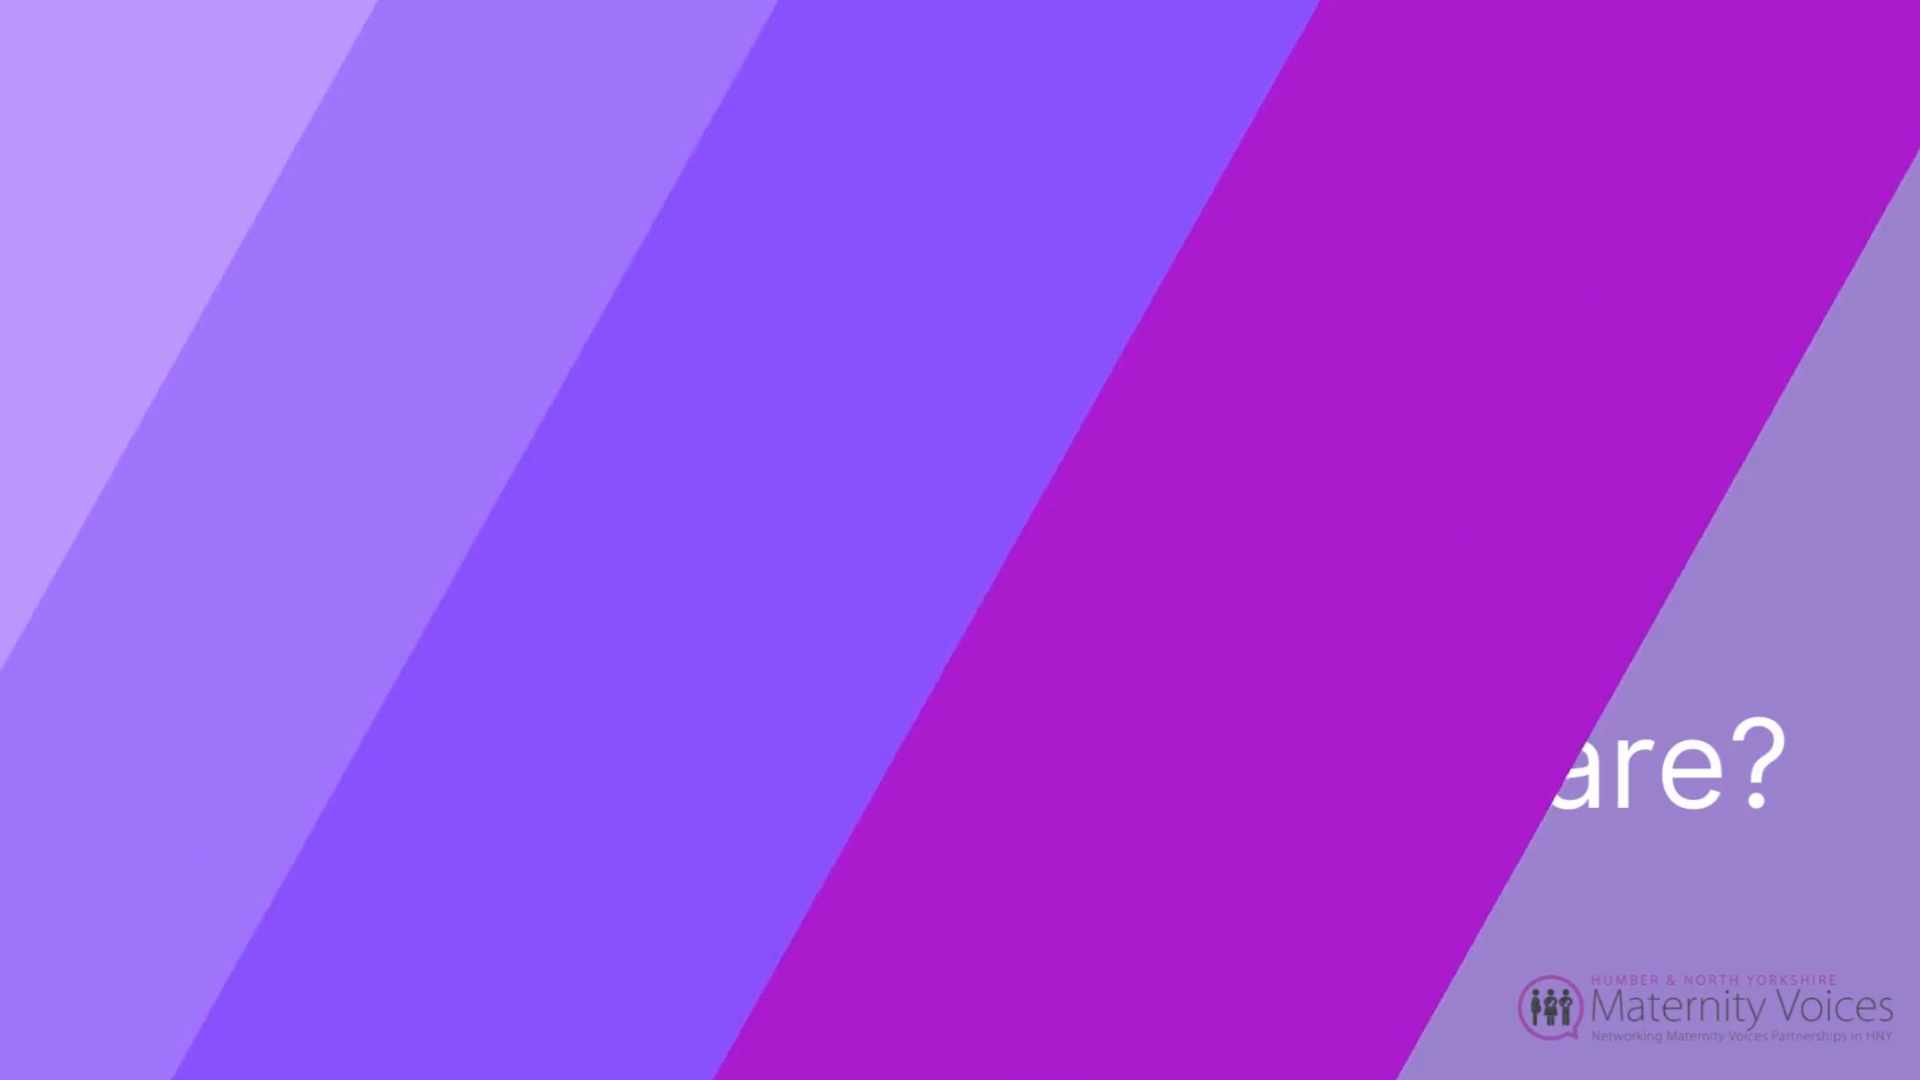 are?
HUMBER & NORTH YORKSHIRE
Maternity Voices
Networking Maternity Voices Partnerships in HNY